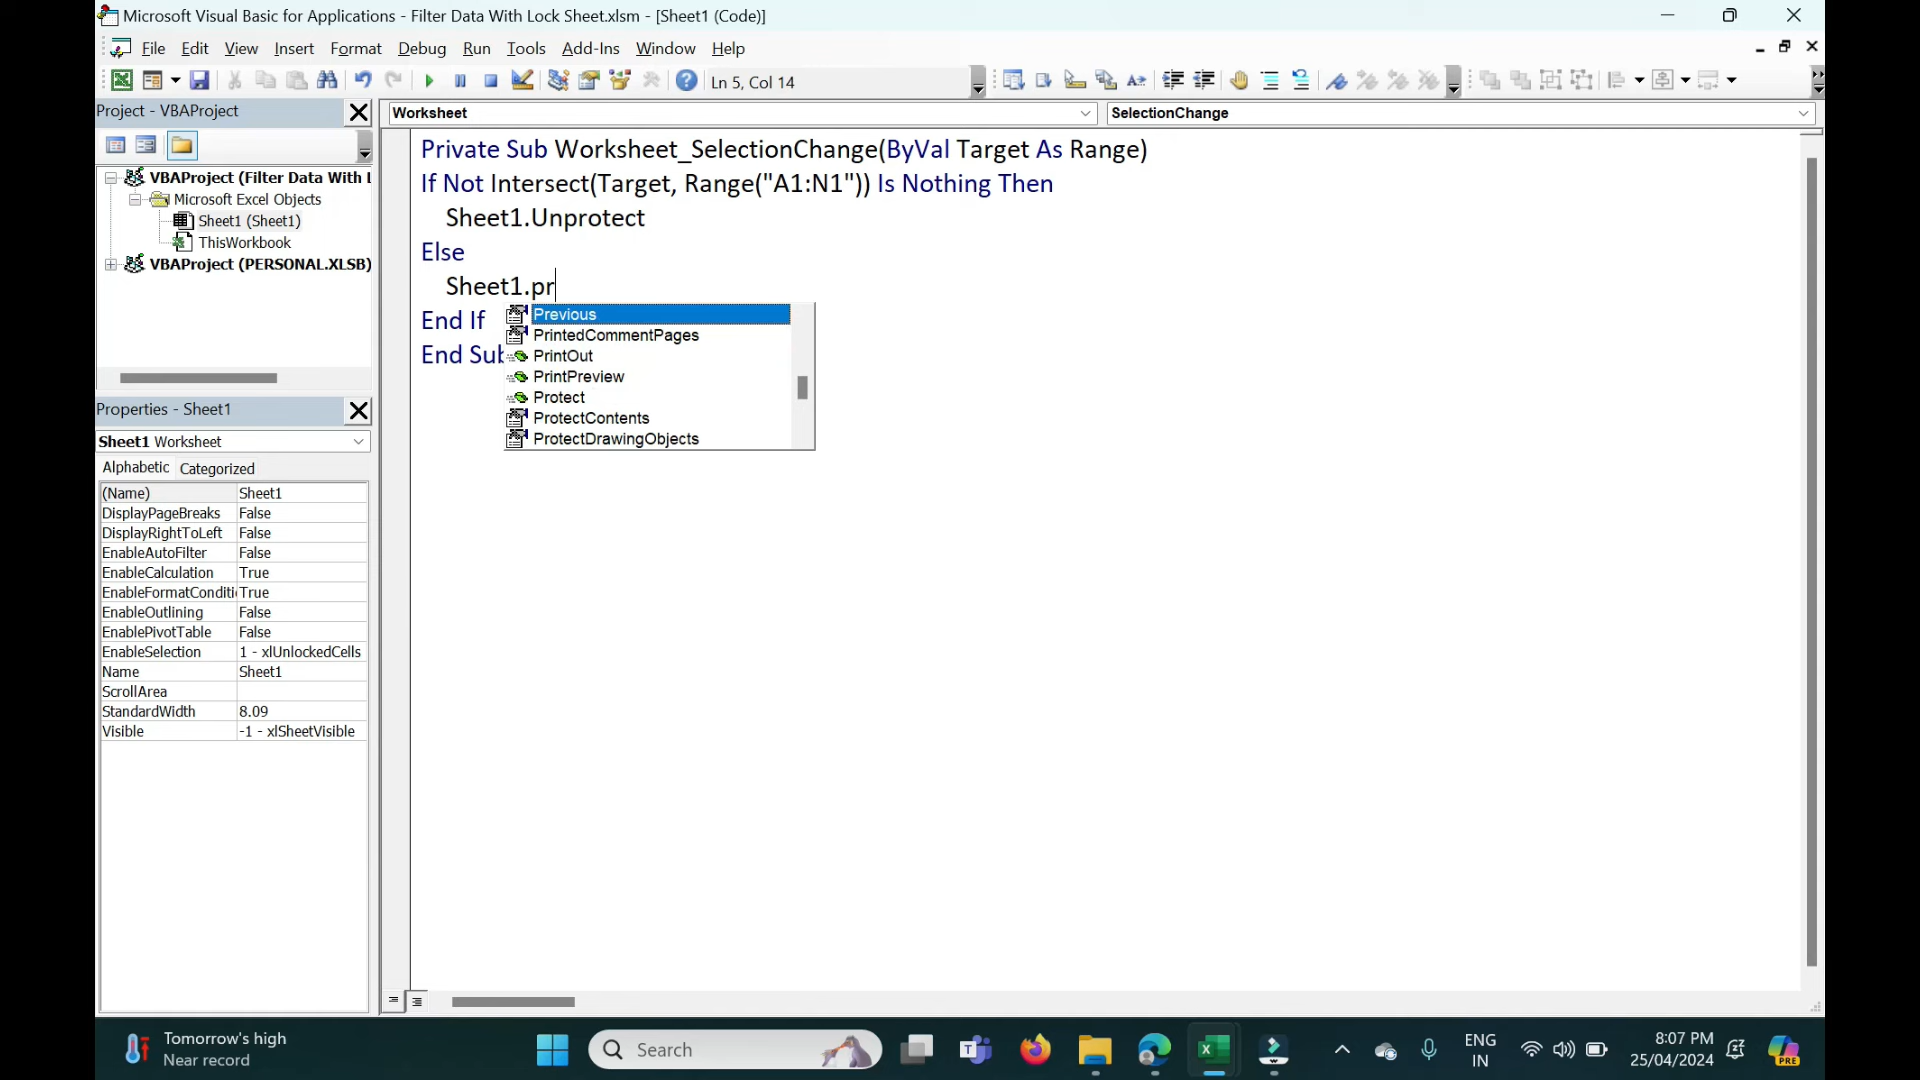 Microsoft Visual Basic for Applications - Filter Data With Lock Sheet.xlsm - [Sheet1 (Code)]
File Edit View Insert Format Debug Run Tools Add-Ins Window Help
Ln 5, Col 14
Project - VBAProject
VBAProject (Filter Data With L
Microsoft Excel Objects
Sheet1 (Sheet1)
ThisWorkbook
VBAProject (PERSONAL.XLSB)
Properties - Sheet1
Sheet1 Worksheet
Alphabetic Categorized
(Name) Sheet1
DisplayPageBreaks False
DisplayRightToLeft False
EnableAutoFilter False
EnableCalculation True
EnableFormatConditi True
EnableOutlining False
EnablePivotTable False
EnableSelection 1 - xlUnlockedCells
Name Sheet1
ScrollArea
StandardWidth 8.09
Visible -1 - xlSheetVisible
Worksheet SelectionChange
Private Sub Worksheet_SelectionChange(ByVal Target As Range)
If Not Intersect(Target, Range("A1:N1")) Is Nothing Then
Sheet1.Unprotect
Else
Sheet1.pr
End If
End Sub
Previous
PrintedCommentPages
PrintOut
PrintPreview
Protect
ProtectContents
ProtectDrawingObjects
Tomorrow's high
Near record
Search
ENG
IN
8:07 PM
25/04/2024
PRE